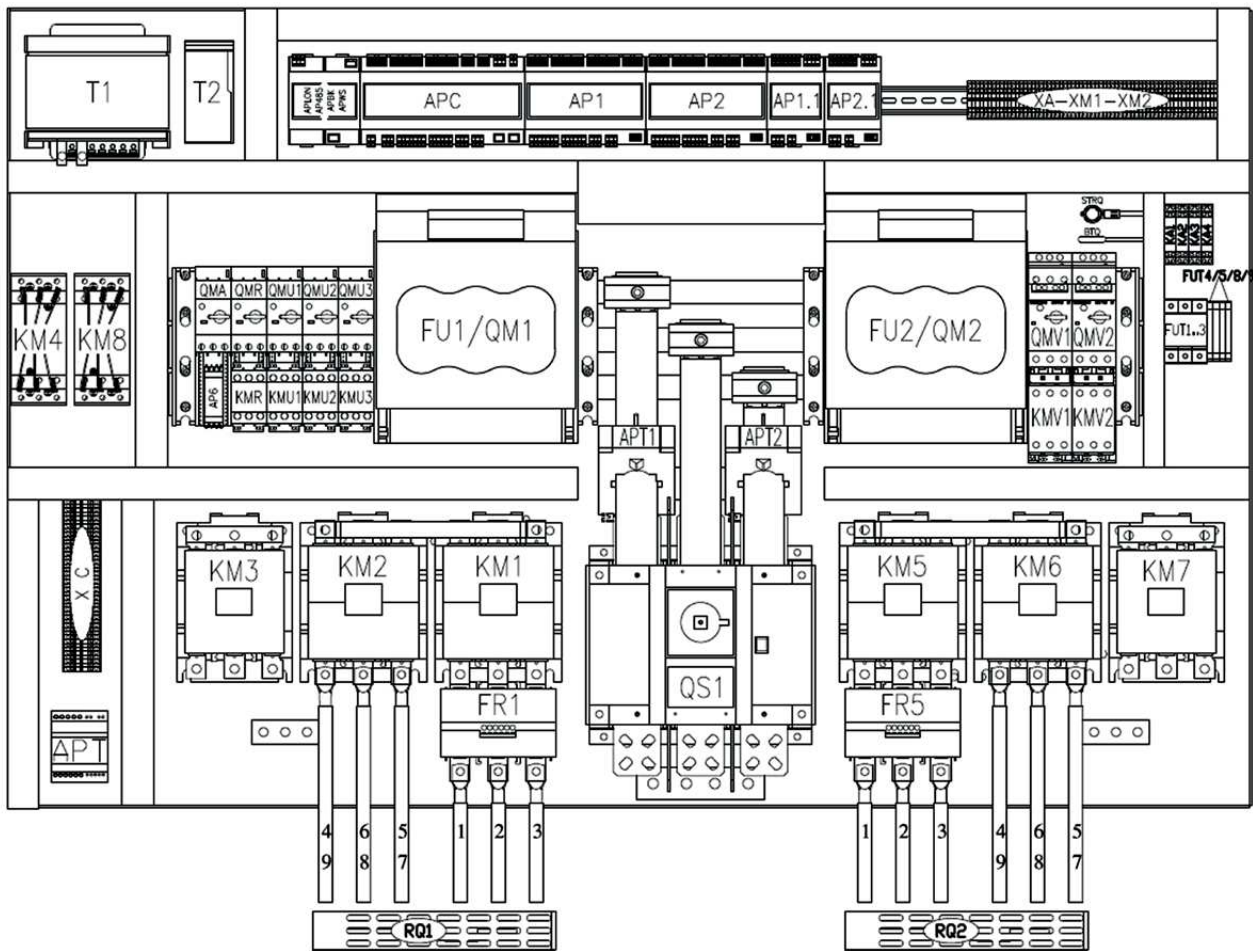 T1
T2
APLON
AP485
APBK
APWS
APC
AP1
AP2
AP1.1
AP2.1
XA-XM1-XM2
STRQ
BTQ
KA1
KA2
KA3
KA4
FUT4/5/8/9
KM4
KM8
QMA
QMR
QMU1
QMU2
QMU3
FU1/QM1
FU2/QM2
QMV1
QMV2
FUT1..3
AP6
KMR
KMU1
KMU2
KMU3
APT1
APT2
KMV1
KMV2
X C
KM3
KM2
KM1
KM5
KM6
KM7
QS1
FR1
FR5
APT
4 6 5 1 2 3 1 2 3 4 6 5
9 8 7 9 8 7
RQ1
RQ2